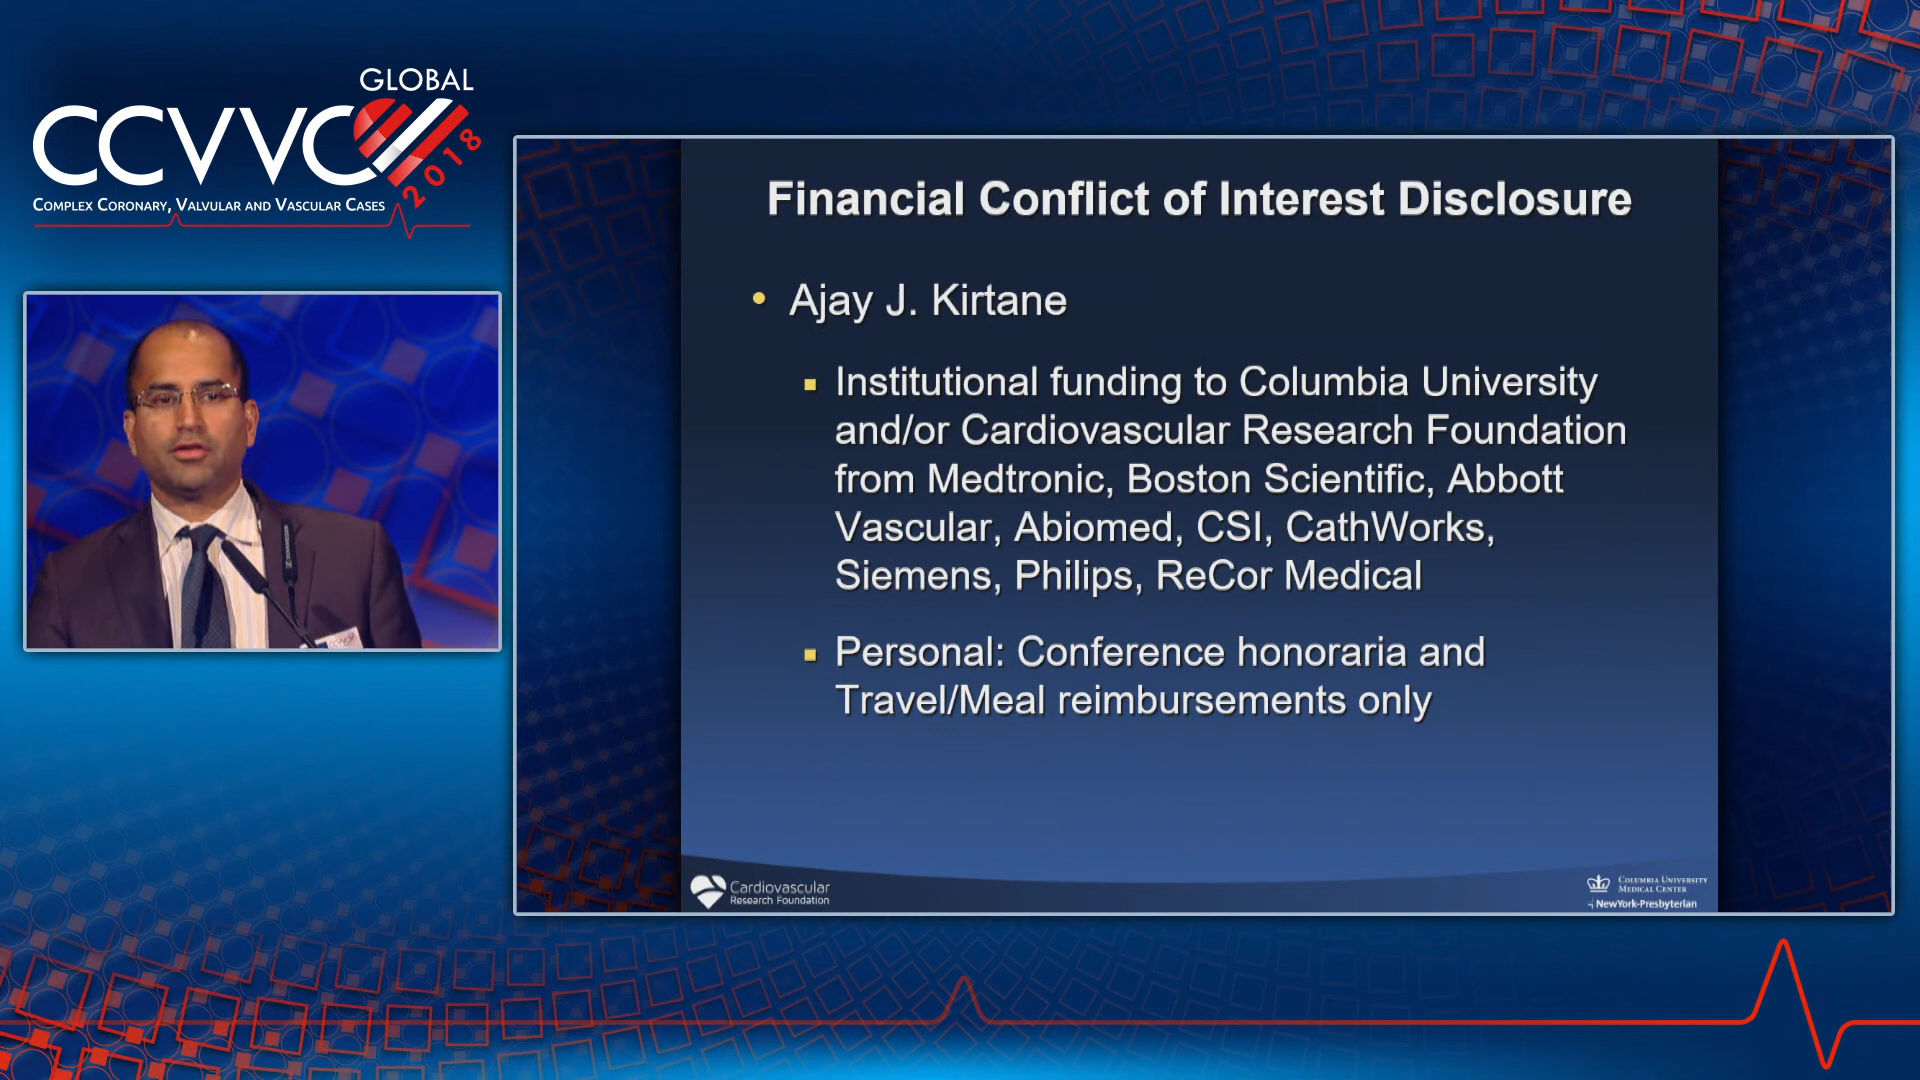 GLOBAL
CCVVC
2018
COMPLEX CORONARY, VALVULAR AND VASCULAR CASES
Financial Conflict of Interest Disclosure
• Ajay J. Kirtane
▪ Institutional funding to Columbia University
and/or Cardiovascular Research Foundation
from Medtronic, Boston Scientific, Abbott
Vascular, Abiomed, CSI, CathWorks,
Siemens, Philips, ReCor Medical
▪ Personal: Conference honoraria and
Travel/Meal reimbursements only
Cardiovascular
Research Foundation
COLUMBIA UNIVERSITY
MEDICAL CENTER
NewYork-Presbyterian